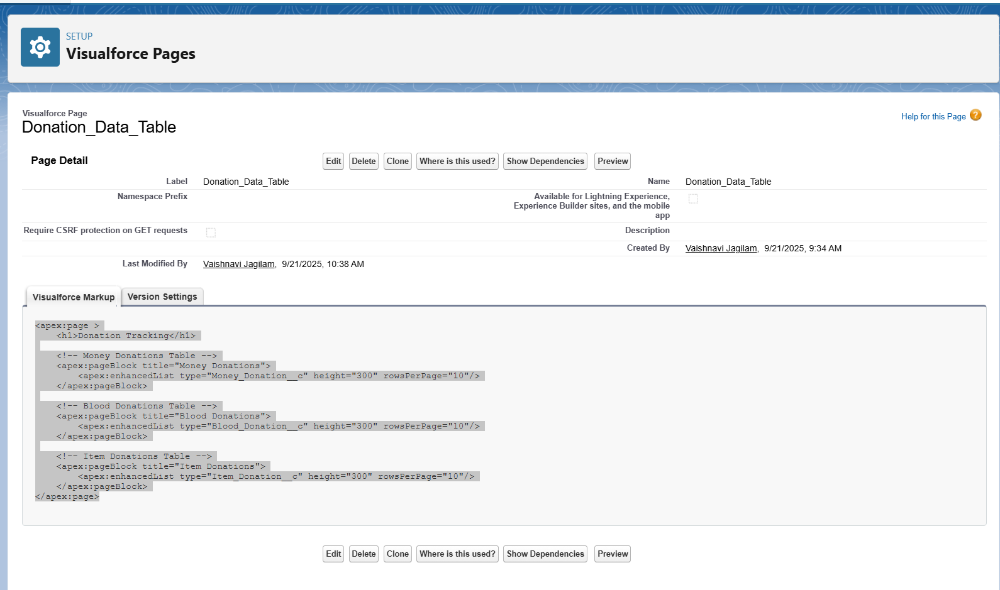 SETUP
Visualforce Pages
Visualforce Page
Donation_Data_Table
Help for this Page ?
Page Detail
Edit Delete Clone Where is this used? Show Dependencies Preview
Label Donation_Data_Table Name Donation_Data_Table
Namespace Prefix Available for Lightning Experience,
Experience Builder sites, and the mobile
app
Require CSRF protection on GET requests Description
Created By Vaishnavi Jagilam, 9/21/2025, 9:34 AM
Last Modified By Vaishnavi Jagilam, 9/21/2025, 10:38 AM
Visualforce Markup Version Settings
<apex:page >
    <h1>Donation Tracking</h1>
    <!-- Money Donations Table -->
    <apex:pageBlock title="Money Donations">
        <apex:enhancedList type="Money_Donation__c" height="300" rowsPerPage="10"/>
    </apex:pageBlock>
    <!-- Blood Donations Table -->
    <apex:pageBlock title="Blood Donations">
        <apex:enhancedList type="Blood_Donation__c" height="300" rowsPerPage="10"/>
    </apex:pageBlock>
    <!-- Item Donations Table -->
    <apex:pageBlock title="Item Donations">
        <apex:enhancedList type="Item_Donation__c" height="300" rowsPerPage="10"/>
    </apex:pageBlock>
</apex:page>
Edit Delete Clone Where is this used? Show Dependencies Preview